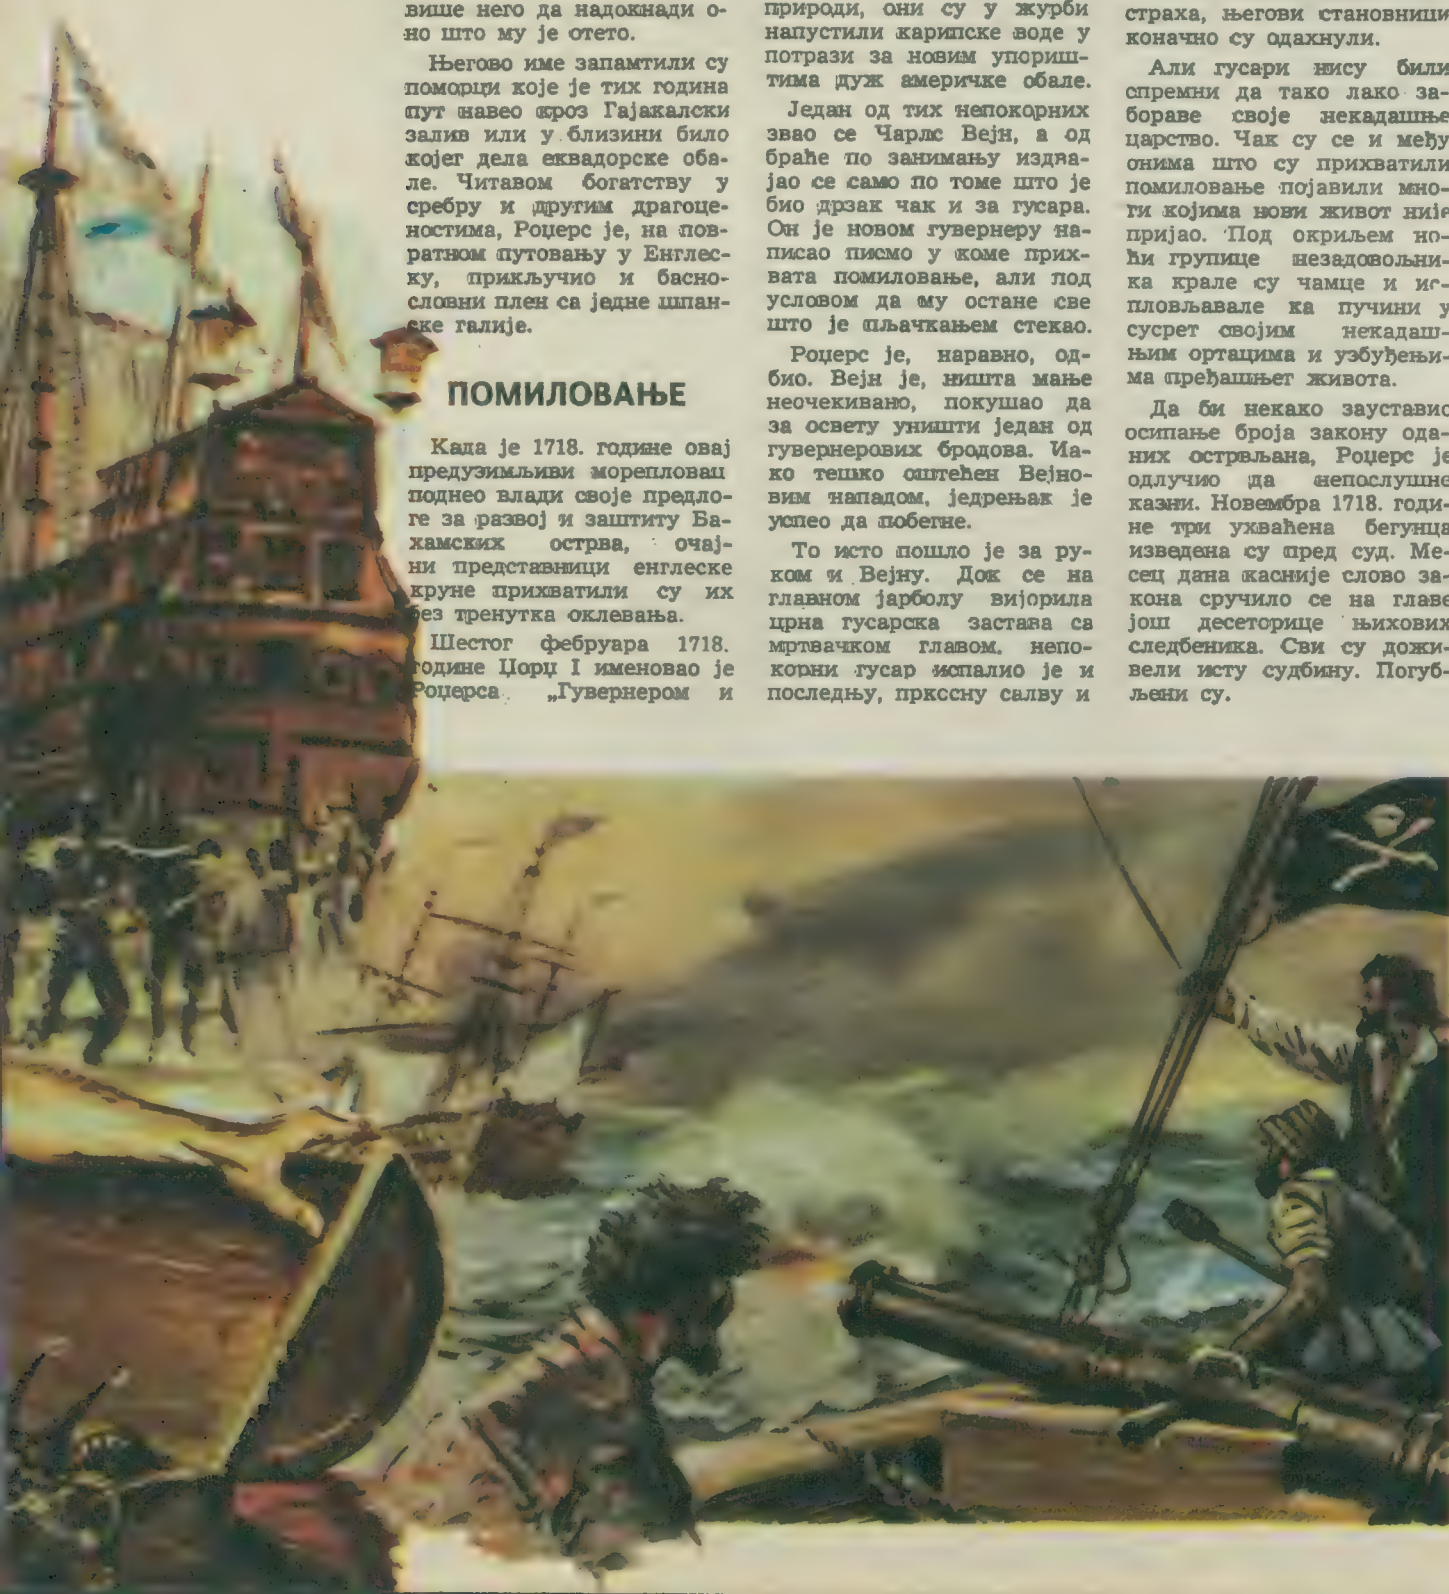 више него да надокнади о-
но што му је отето.
Његово име запамтили су
поморци које је тих година
пут навео кроз Гајакалски
залив или у близини било
којег дела еквадорске оба-
ле. Читавом богатству у
сребру и другим драгоце-
ностима, Роџерс је, на пов-
ратном путовању у Енглес-
ку, прикључио и басно-
словни плен са једне шпан-
ске галије.
ПОМИЛОВАЊЕ
Када је 1718. године овај
предузимљиви морепловац
поднео влади своје предло-
ге за развој и заштиту Ба-
хамских острва, очај-
ни представници енглеске
круне прихватили су их
без тренутка оклевања.
Шестог фебруара 1718.
године Џорџ I именовао је
Роџерса „Гувернером и
природи, они су у журби
напустили карипске воде у
потрази за новим упориш-
тима дуж америчке обале.
Један од тих непокорних
звао се Чарлс Вејн, а од
браће по занимању издва-
јао се само по томе што је
био дрзак чак и за гусара.
Он је новом гувернеру на-
писао писмо у коме прих-
вата помиловање, али под
условом да му остане све
што је пљачкањем стекао.
Роџерс је, наравно, од-
био. Вејн је, ништа мање
неочекивано, покушао да
за освету уништи један од
гувернерових бродова. Иа-
ко тешко оштећен Вејно-
вим нападом, једрењак је
успео да побегне.
То исто пошло је за ру-
ком и Вејну. Док се на
главном јарболу вијорила
црна гусарска застава са
мртвачком главом, непо-
корни гусар испалио је и
последњу, пркосну салву и
страха, његови становници
коначно су одахнули.
Али гусари нису били
спремни да тако лако за-
бораве своје некадашње
царство. Чак су се и међу
онима што су прихватили
помиловање појавили мно-
ги којима нови живот није
пријао. Под окриљем но-
ћи групице незадовољни-
ка крале су чамце и ис-
пловљавале ка пучини у
сусрет својим некадаш-
њим ортацима и узбуђењи-
ма пређашњег живота.
Да би некако зауставио
осипање броја закону ода-
них острвљана, Роџерс је
одлучио да непослушне
казни. Новембра 1718. годи-
не три ухваћена бегунца
изведена су пред суд. Ме-
сец дана касније слово за-
кона сручило се на главе
још десеторице њихових
следбеника. Сви су дожи-
вели исту судбину. Погуб-
љени су.